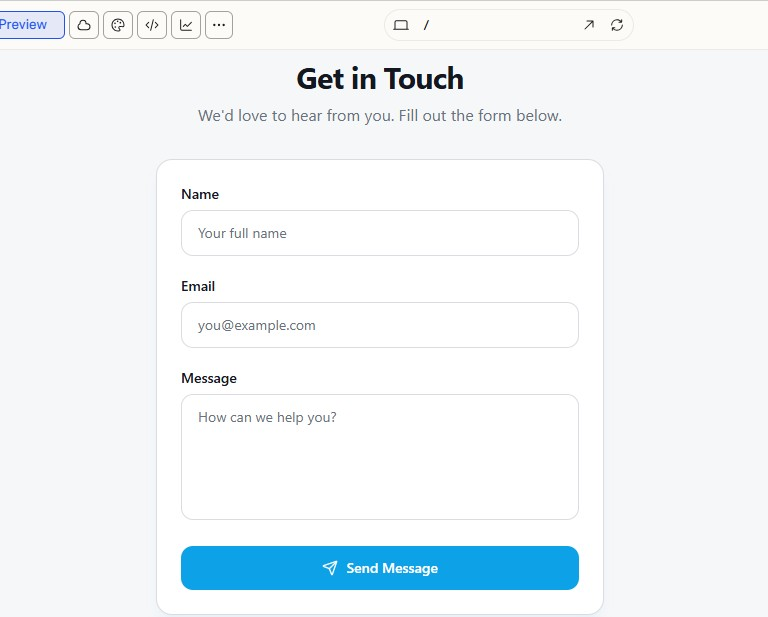 Preview
/
Get in Touch
We'd love to hear from you. Fill out the form below.
Name
Your full name
Email
you@example.com
Message
How can we help you?
Send Message